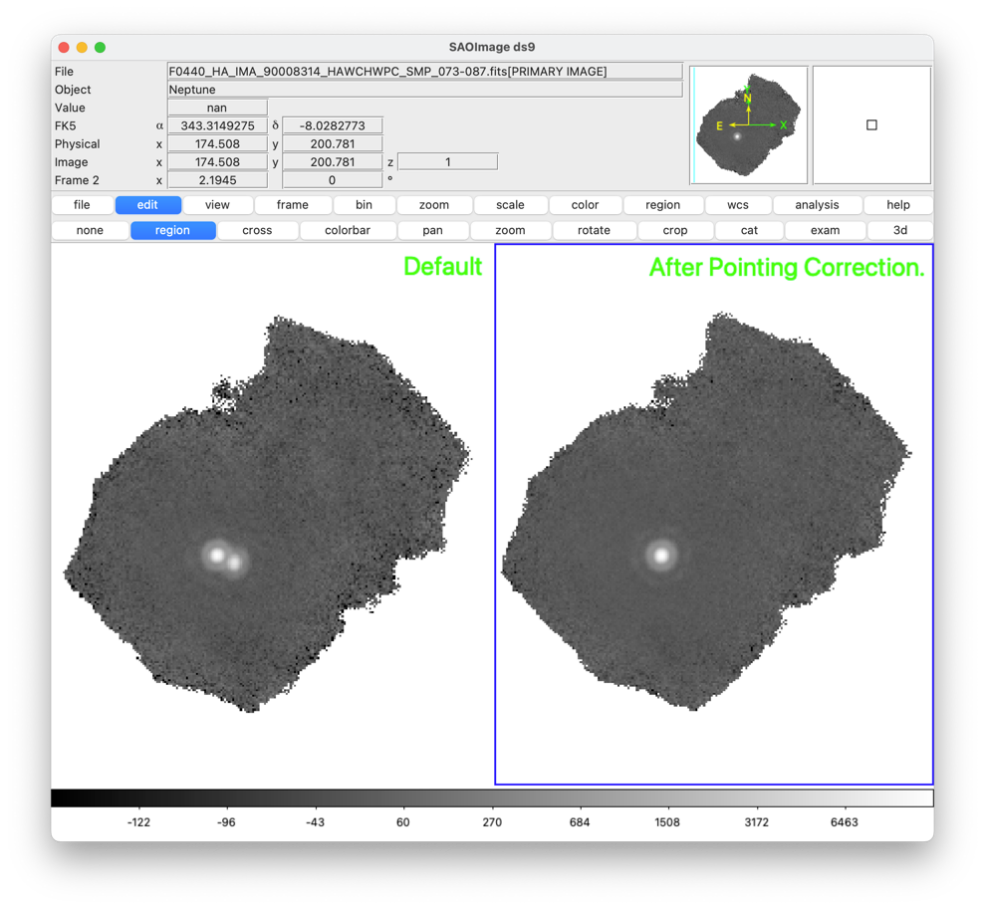 SAOImage ds9
File F0440_HA_IMA_90008314_HAWCHWPC_SMP_073-087.fits[PRIMARY IMAGE]
Object Neptune
Value nan
FK5 α 343.3149275 δ -8.0282773
Physical x 174.508 y 200.781
Image x 174.508 y 200.781 z 1
Frame 2 x 2.1945 0 °
N
E X
file edit view frame bin zoom scale color region wcs analysis help
none region cross colorbar pan zoom rotate crop cat exam 3d
Default After Pointing Correction.
-122 -96 -43 60 270 684 1508 3172 6463